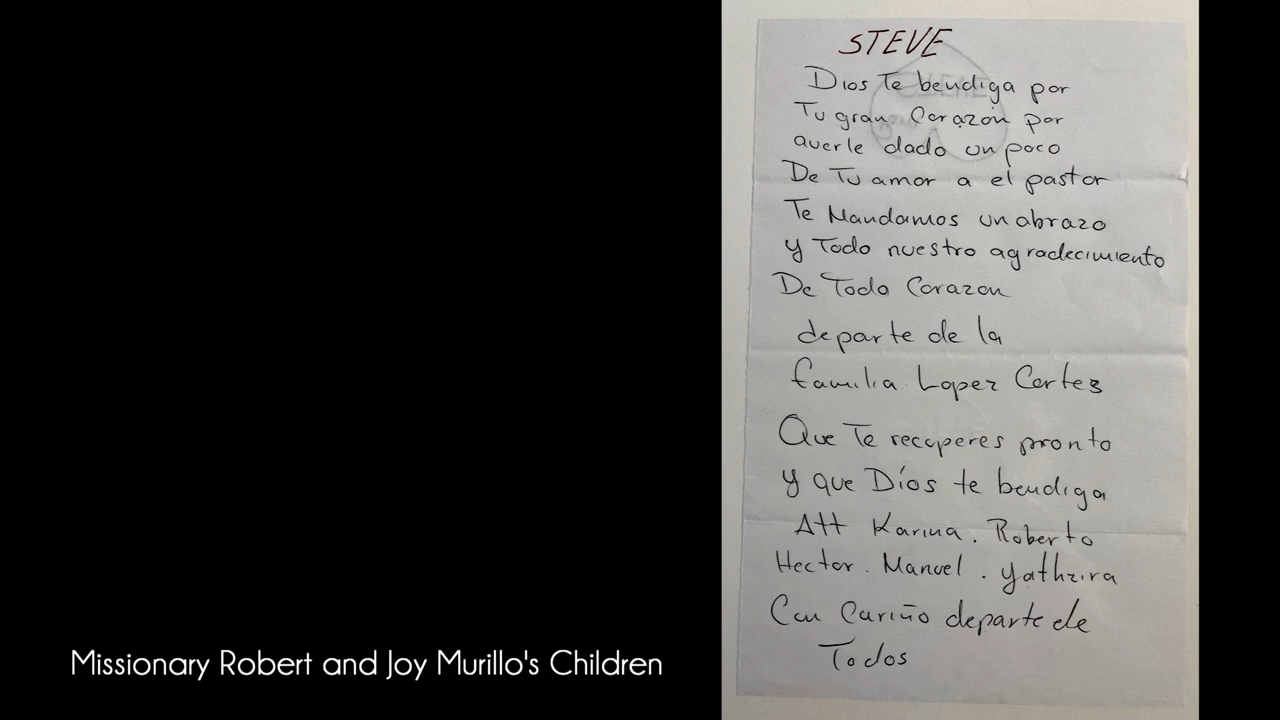 STEVE
Dios Te bendiga por
Tu gran Corazón por
averle dado un poco
De Tu amor a el pastor
Te Mandamos un abrazo
y Todo nuestro agradecimiento
De Todo Corazon
departe de la
familia Lopez Cortez
Que Te recuperes pronto
y que Díos te bendiga
Att Karina. Roberto
Hector. Manuel. Yathzira
Con Cariño departe de
Todos
Missionary Robert and Joy Murillo's Children